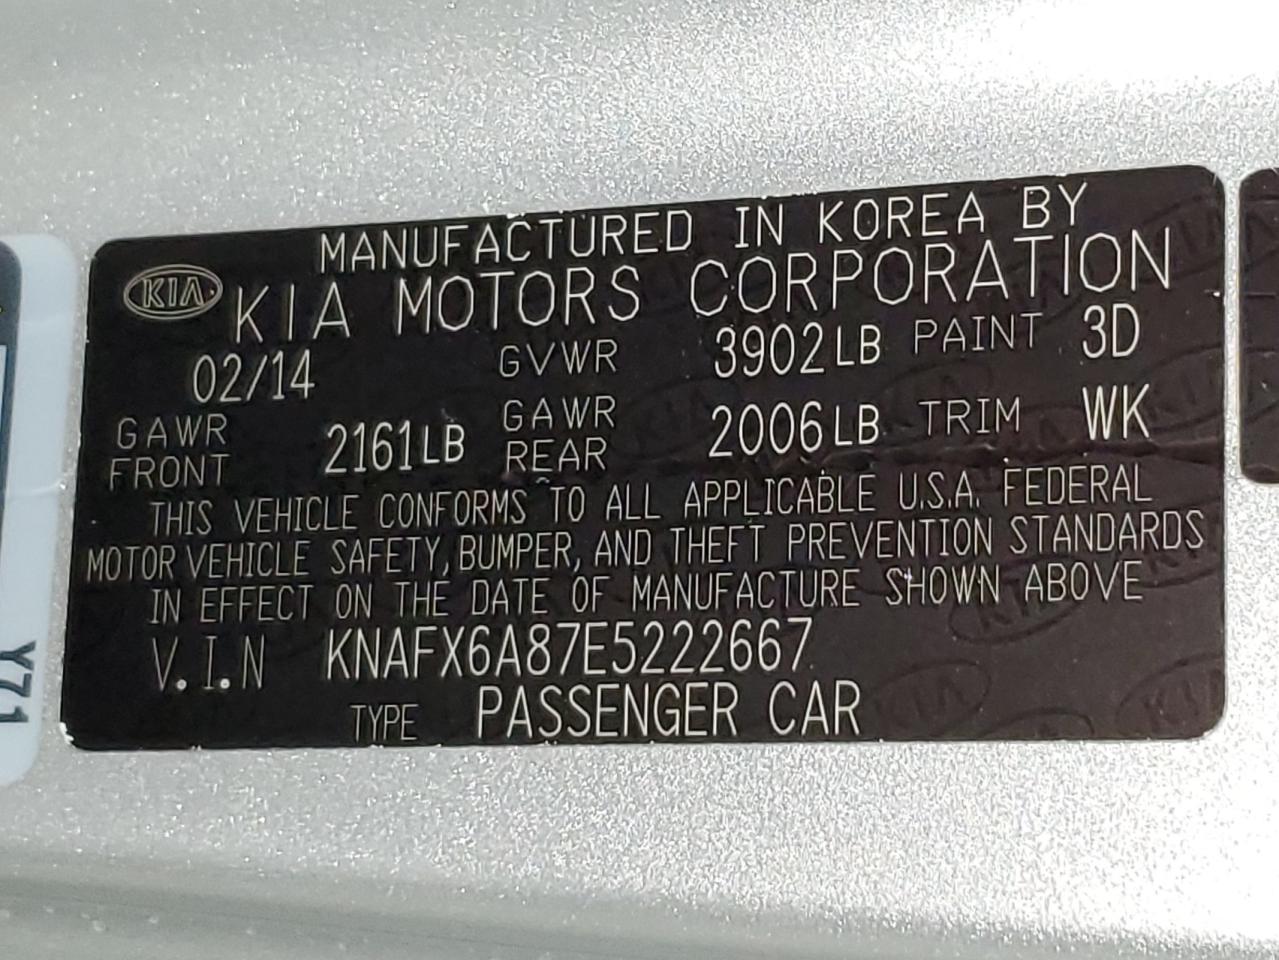 MANUFACTURED IN KOREA BY
KIA KIA MOTORS CORPORATION
02/14 GVWR 3902LB PAINT 3D
GAWR FRONT 2161LB GAWR REAR 2006LB TRIM WK
THIS VEHICLE CONFORMS TO ALL APPLICABLE U.S.A. FEDERAL
MOTOR VEHICLE SAFETY, BUMPER, AND THEFT PREVENTION STANDARDS
IN EFFECT ON THE DATE OF MANUFACTURE SHOWN ABOVE
V.I.N KNAFX6A87E5222667
TYPE PASSENGER CAR
Y71